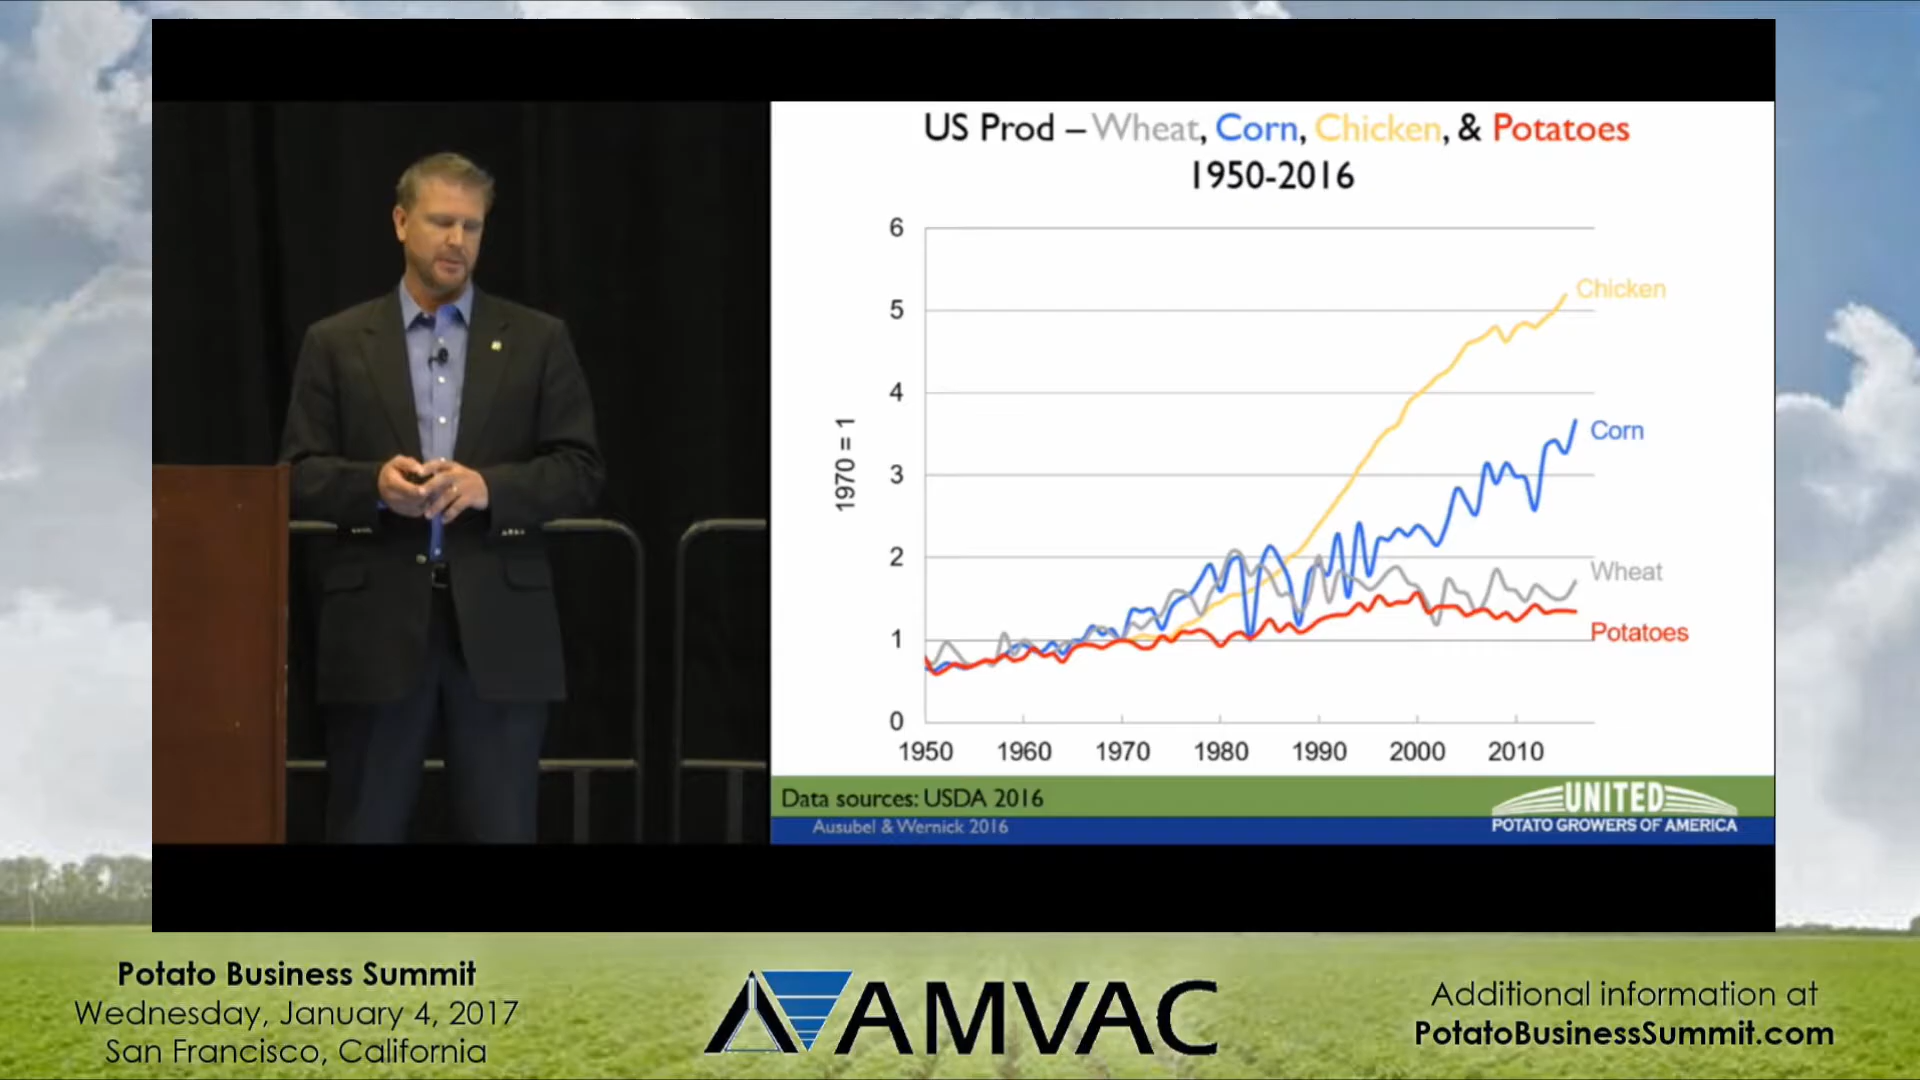 US Prod – Wheat, Corn, Chicken, & Potatoes
1950-2016
6
5
4
3
2
1
0
1970 = 1
Chicken
Corn
Wheat
Potatoes
1950 1960 1970 1980 1990 2000 2010
Data sources: USDA 2016
Ausubel & Wernick 2016
UNITED
POTATO GROWERS OF AMERICA
Potato Business Summit
Wednesday, January 4, 2017
San Francisco, California
AMVAC
Additional information at
PotatoBusinessSummit.com